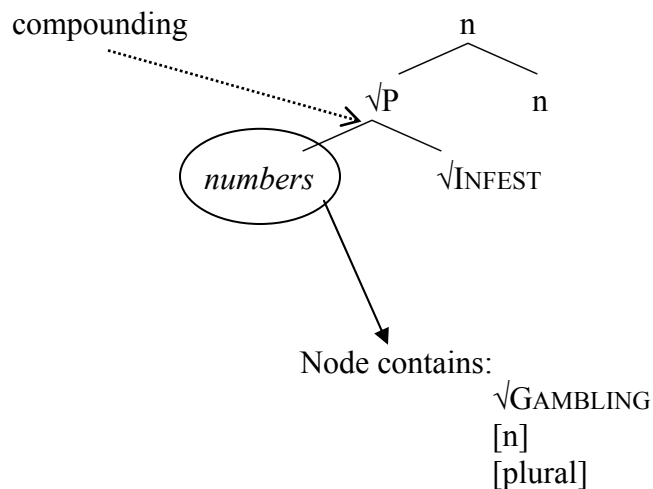 compounding
n
√P
n
numbers
√INFEST
Node contains:
√GAMBLING
[n]
[plural]